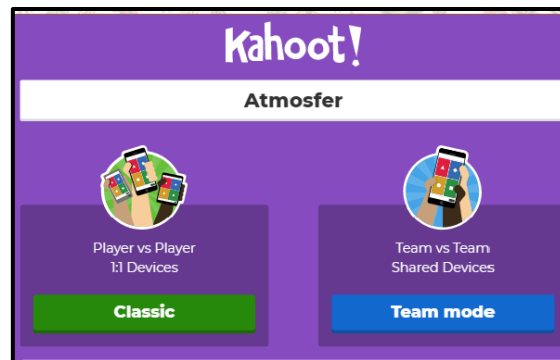 Kahoot!
Atmosfer
Player vs Player
1:1 Devices
Classic
Team vs Team
Shared Devices
Team mode